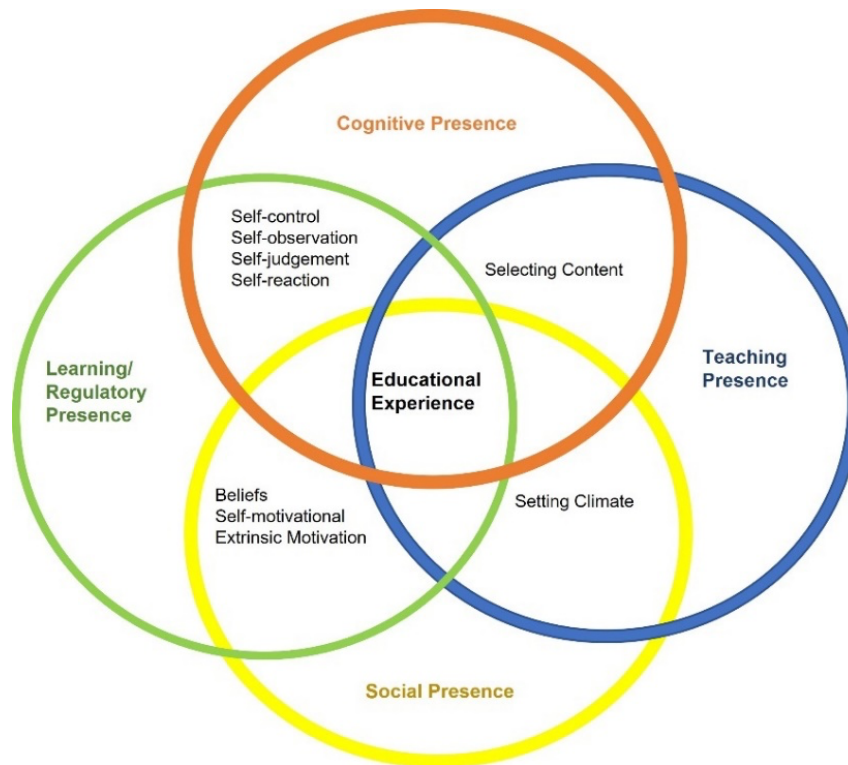 Cognitive Presence
Self-control
Self-observation
Self-judgement
Self-reaction
Selecting Content
Learning/
Regulatory
Presence
Educational
Experience
Teaching
Presence
Beliefs
Self-motivational
Extrinsic Motivation
Setting Climate
Social Presence